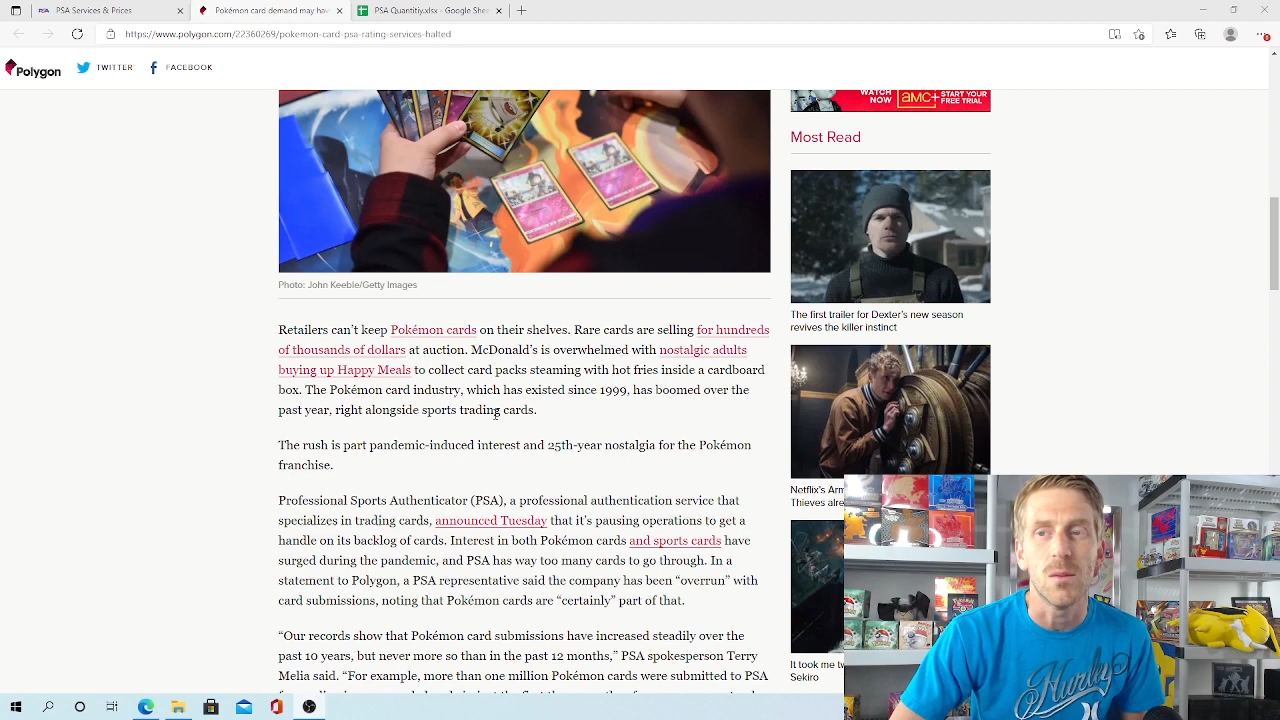 PSA Services & Prices
Pokémon card demand may hav
PSA Quantitiy.xlsx - Google Shee
https://www.polygon.com/22360269/pokemon-card-psa-rating-services-halted
Polygon
TWITTER
FACEBOOK
WATCH NOW
amc+
START YOUR FREE TRIAL
Most Read
Photo: John Keeble/Getty Images
The first trailer for Dexter's new season
revives the killer instinct
Retailers can't keep Pokémon cards on their shelves. Rare cards are selling for hundreds
of thousands of dollars at auction. McDonald's is overwhelmed with nostalgic adults
buying up Happy Meals to collect card packs steaming with hot fries inside a cardboard
box. The Pokémon card industry, which has existed since 1999, has boomed over the
past year, right alongside sports trading cards.
The rush is part pandemic-induced interest and 25th-year nostalgia for the Pokémon
franchise.
Netflix's Arm
Thieves alre
Professional Sports Authenticator (PSA), a professional authentication service that
specializes in trading cards, announced Tuesday that it's pausing operations to get a
handle on its backlog of cards. Interest in both Pokémon cards and sports cards have
surged during the pandemic, and PSA has way too many cards to go through. In a
statement to Polygon, a PSA representative said the company has been “overrun” with
card submissions, noting that Pokémon cards are “certainly” part of that.
“Our records show that Pokémon card submissions have increased steadily over the
past 10 years, but never more so than in the past 12 months,” PSA spokesperson Terry
Melia said. “For example, more than one million Pokémon cards were submitted to PSA
It took me tw
Sekiro
Hurley